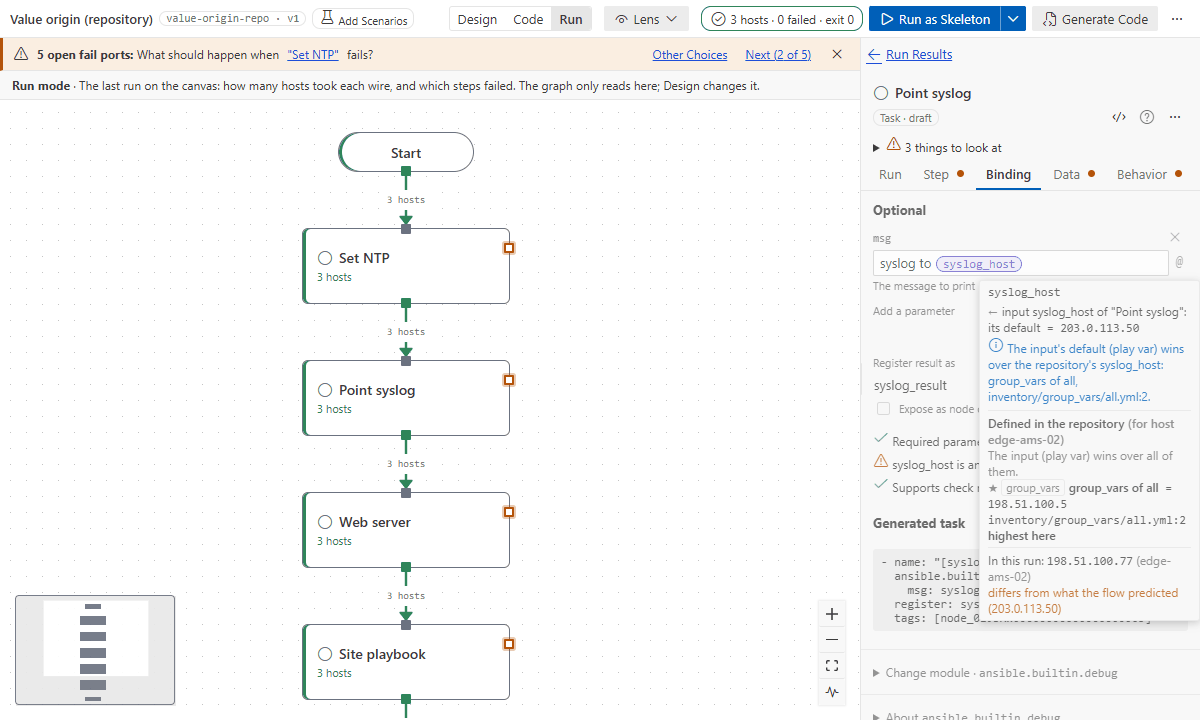 Value origin (repository) value-origin-repo · v1 Add Scenarios Design Code Run Lens 3 hosts · 0 failed · exit 0 Run as Skeleton Generate Code
5 open fail ports: What should happen when "Set NTP" fails? Other Choices Next (2 of 5)
Run mode · The last run on the canvas: how many hosts took each wire, and which steps failed. The graph only reads here; Design changes it.
Start
3 hosts
Set NTP
3 hosts
3 hosts
Point syslog
3 hosts
3 hosts
Web server
3 hosts
3 hosts
Site playbook
3 hosts
Run Results
Point syslog
Task · draft
3 things to look at
Run Step Binding Data Behavior
Optional
msg
syslog to syslog_host @
The message to print
Add a parameter
Register result as
syslog_result
Expose as node
Required parame
syslog_host is an
Supports check
Generated task
- name: "[syslo
ansible.built
msg: syslog
register: sys
tags: [node_
Change module · ansible.builtin.debug
About ansible.builtin.debug
syslog_host
← input syslog_host of "Point syslog":
its default = 203.0.113.50
The input's default (play var) wins
over the repository's syslog_host:
group_vars of all,
inventory/group_vars/all.yml:2.
Defined in the repository (for host
edge-ams-02)
The input (play var) wins over all of
them.
★ group_vars group_vars of all =
198.51.100.5
inventory/group_vars/all.yml:2
highest here
In this run: 198.51.100.77 (edge-
ams-02)
differs from what the flow predicted
(203.0.113.50)